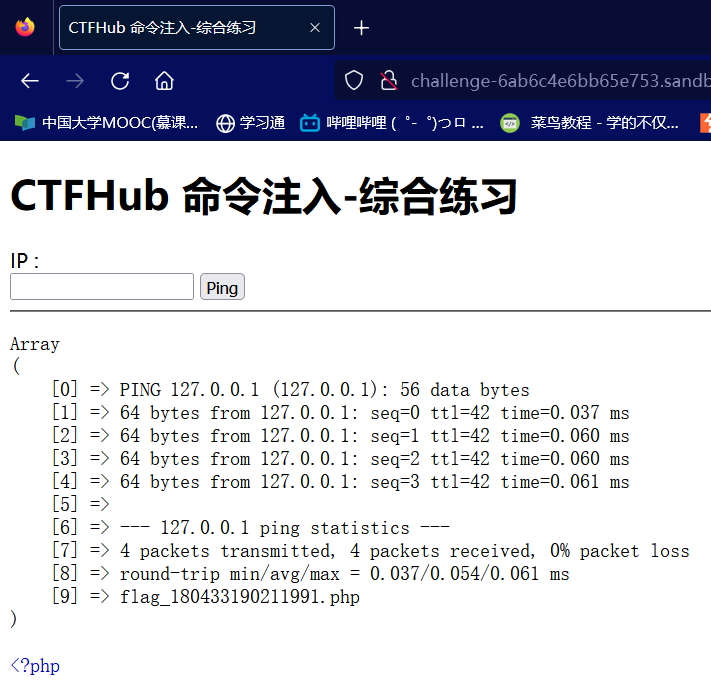 CTFHub 命令注入-综合练习
challenge-6ab6c4e6bb65e753.sandb
中国大学MOOC(慕课... 学习通 哔哩哔哩 ( ゜- ゜)つロ ... 菜鸟教程 - 学的不仅...
CTFHub 命令注入-综合练习
IP :
Ping
Array
(
[0] => PING 127.0.0.1 (127.0.0.1): 56 data bytes
[1] => 64 bytes from 127.0.0.1: seq=0 ttl=42 time=0.037 ms
[2] => 64 bytes from 127.0.0.1: seq=1 ttl=42 time=0.060 ms
[3] => 64 bytes from 127.0.0.1: seq=2 ttl=42 time=0.060 ms
[4] => 64 bytes from 127.0.0.1: seq=3 ttl=42 time=0.061 ms
[5] =>
[6] => --- 127.0.0.1 ping statistics ---
[7] => 4 packets transmitted, 4 packets received, 0% packet loss
[8] => round-trip min/avg/max = 0.037/0.054/0.061 ms
[9] => flag_180433190211991.php
)
<?php